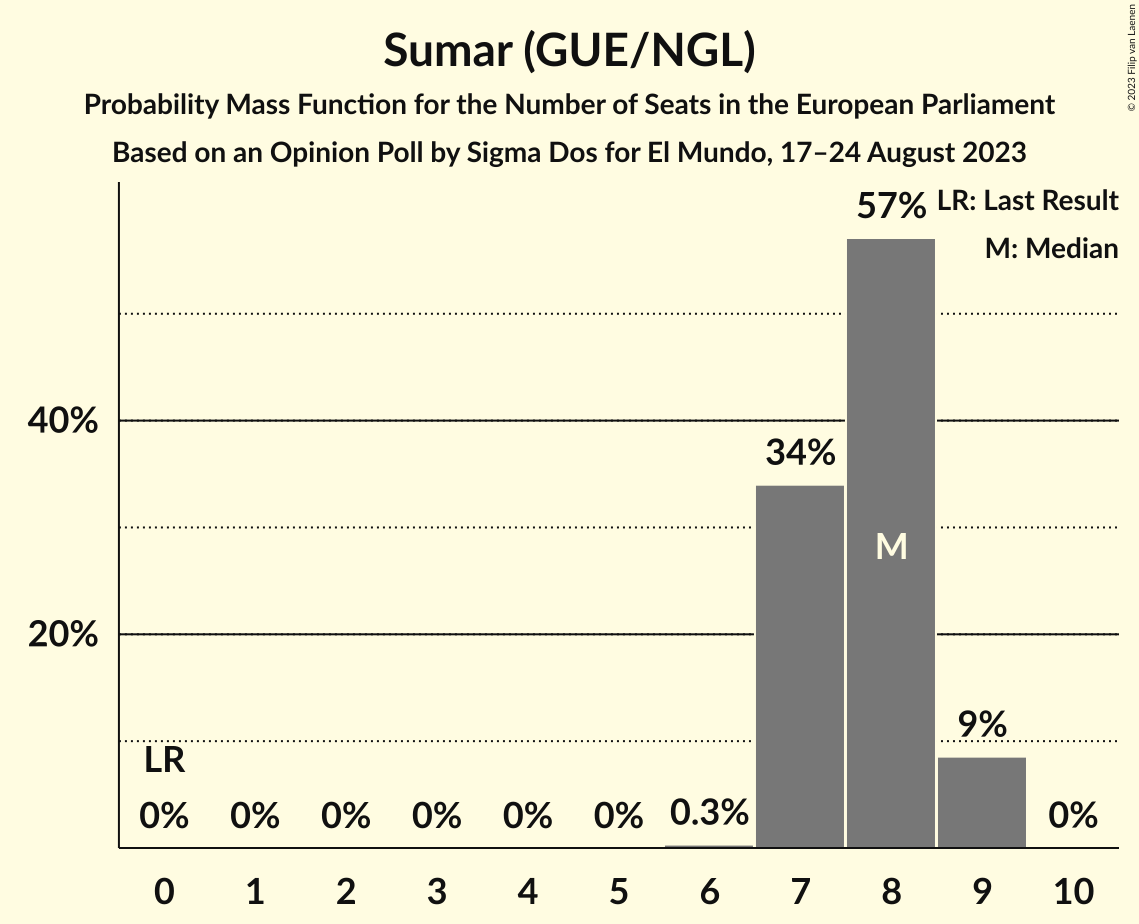 Sumar (GUE/NGL)
Probability Mass Function for the Number of Seats in the European Parliament
Based on an Opinion Poll by Sigma Dos for El Mundo, 17–24 August 2023
© 2023 Filip van Laenen
57% LR: Last Result
M: Median
40%
34%
M
20%
9%
LR
0% 0% 0% 0% 0% 0% 0.3% 0%
0 1 2 3 4 5 6 7 8 9 10